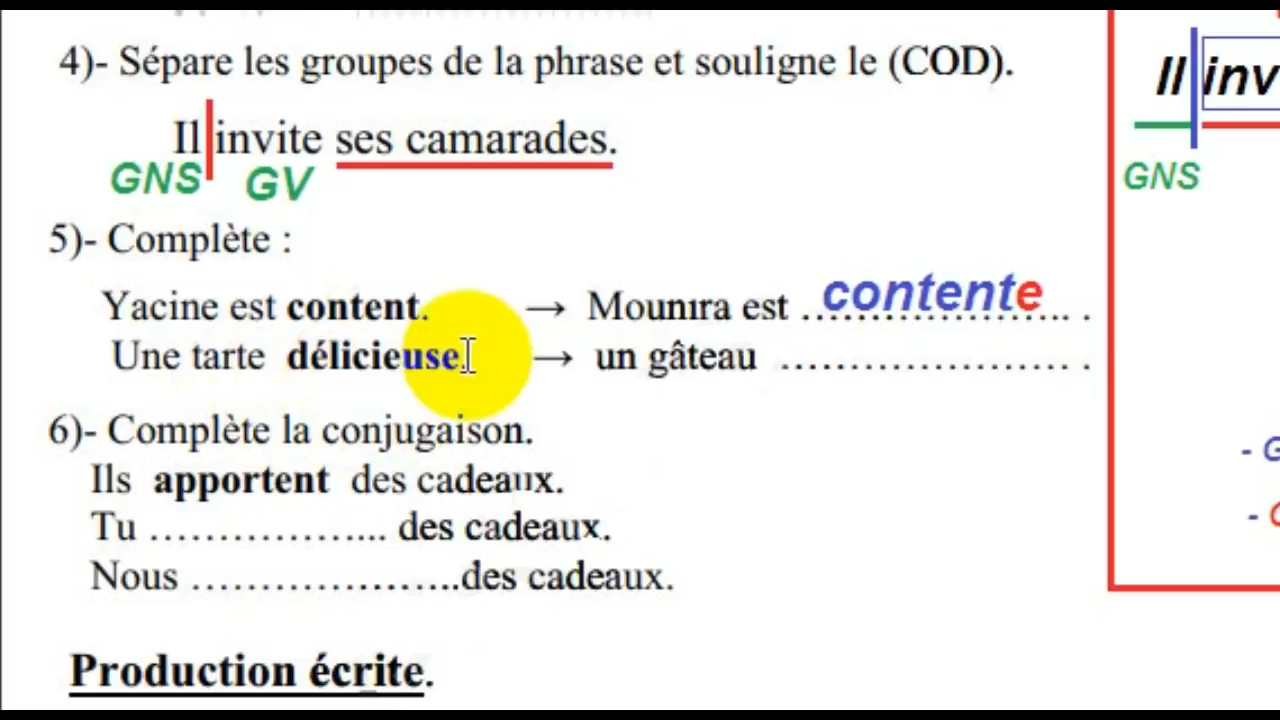 4)- Sépare les groupes de la phrase et souligne le (COD).
Il invite ses camarades.
GNS GV
5)- Complète :
Yacine est content. → Mounira est contente .
Une tarte délicieuse. → un gâteau ………………… .
6)- Complète la conjugaison.
Ils apportent des cadeaux.
Tu ……………... des cadeaux.
Nous ………………….des cadeaux.
Production écrite.
Il inv
GNS
- G
-